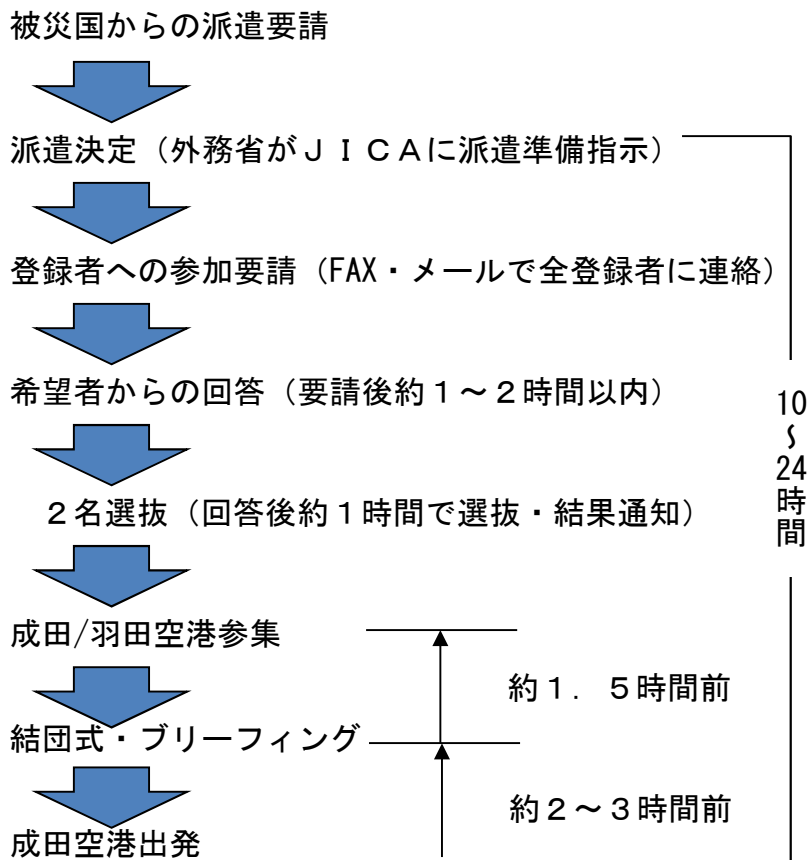 被災国からの派遣要請
派遣決定（外務省がＪＩＣＡに派遣準備指示）
登録者への参加要請（FAX・メールで全登録者に連絡）
希望者からの回答（要請後約１～２時間以内）
２名選抜（回答後約１時間で選抜・結果通知）
10～24時間
成田/羽田空港参集
約１．５時間前
結団式・ブリーフィング
約２～３時間前
成田空港出発